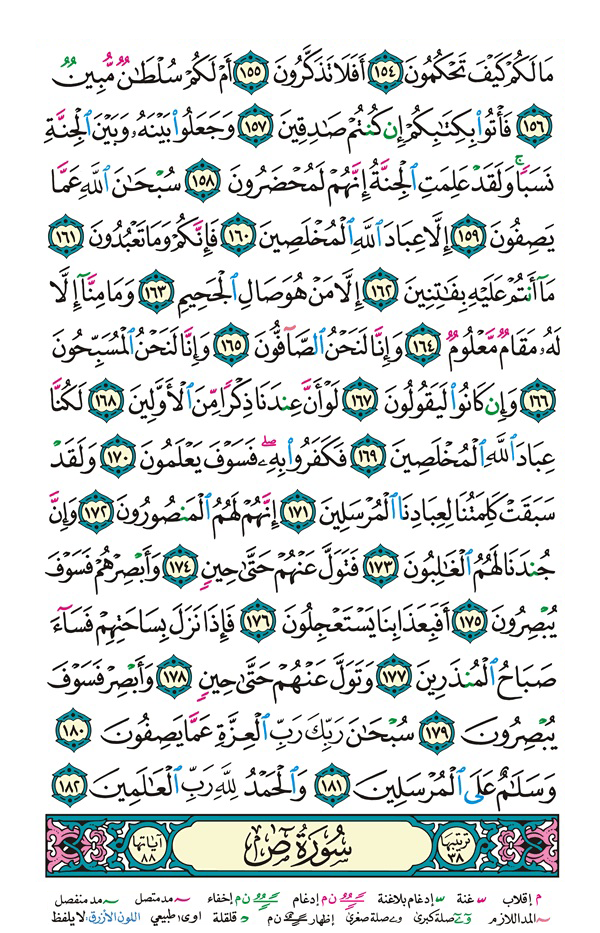 مَا لَكُمْ كَيْفَ تَحْكُمُونَ ١٥٤ أَفَلَا تَذَكَّرُونَ ١٥٥ أَمْ لَكُمْ سُلْطَٰنٌ مُّبِينٌ
١٥٦ فَأْتُوا۟ بِكِتَٰبِكُمْ إِن كُنتُمْ صَٰدِقِينَ ١٥٧ وَجَعَلُوا۟ بَيْنَهُۥ وَبَيْنَ ٱلْجِنَّةِ
نَسَبًا ۚ وَلَقَدْ عَلِمَتِ ٱلْجِنَّةُ إِنَّهُمْ لَمُحْضَرُونَ ١٥٨ سُبْحَٰنَ ٱللَّهِ عَمَّا
يَصِفُونَ ١٥٩ إِلَّا عِبَادَ ٱللَّهِ ٱلْمُخْلَصِينَ ١٦٠ فَإِنَّكُمْ وَمَا تَعْبُدُونَ ١٦١
مَآ أَنتُمْ عَلَيْهِ بِفَٰتِنِينَ ١٦٢ إِلَّا مَنْ هُوَ صَالِ ٱلْجَحِيمِ ١٦٣ وَمَا مِنَّآ إِلَّا
لَهُۥ مَقَامٌ مَّعْلُومٌ ١٦٤ وَإِنَّا لَنَحْنُ ٱلصَّآفُّونَ ١٦٥ وَإِنَّا لَنَحْنُ ٱلْمُسَبِّحُونَ
١٦٦ وَإِن كَانُوا۟ لَيَقُولُونَ ١٦٧ لَوْ أَنَّ عِندَنَا ذِكْرًا مِّنَ ٱلْأَوَّلِينَ ١٦٨ لَكُنَّا
عِبَادَ ٱللَّهِ ٱلْمُخْلَصِينَ ١٦٩ فَكَفَرُوا۟ بِهِۦ ۖ فَسَوْفَ يَعْلَمُونَ ١٧٠ وَلَقَدْ
سَبَقَتْ كَلِمَتُنَا لِعِبَادِنَا ٱلْمُرْسَلِينَ ١٧١ إِنَّهُمْ لَهُمُ ٱلْمَنصُورُونَ ١٧٢ وَإِنَّ
جُندَنَا لَهُمُ ٱلْغَٰلِبُونَ ١٧٣ فَتَوَلَّ عَنْهُمْ حَتَّىٰ حِينٍ ١٧٤ وَأَبْصِرْهُمْ فَسَوْفَ
يُبْصِرُونَ ١٧٥ أَفَبِعَذَابِنَا يَسْتَعْجِلُونَ ١٧٦ فَإِذَا نَزَلَ بِسَاحَتِهِمْ فَسَآءَ
صَبَاحُ ٱلْمُنذَرِينَ ١٧٧ وَتَوَلَّ عَنْهُمْ حَتَّىٰ حِينٍ ١٧٨ وَأَبْصِرْ فَسَوْفَ
يُبْصِرُونَ ١٧٩ سُبْحَٰنَ رَبِّكَ رَبِّ ٱلْعِزَّةِ عَمَّا يَصِفُونَ ١٨٠
وَسَلَٰمٌ عَلَى ٱلْمُرْسَلِينَ ١٨١ وَٱلْحَمْدُ لِلَّهِ رَبِّ ٱلْعَٰلَمِينَ ١٨٢
ترتيبها ٣٨ سُورَةُ صٓ آياتها ٨٨
م إقلاب غنة إدغام بلاغنة ن م إدغام ن م إخفاء مد متصل مد منفصل
المد اللازم صلة كبرى صلة صغرى إظهار ن م قلقلة اوى؛ طبيعي اللون الأزرق: لا يلفظ